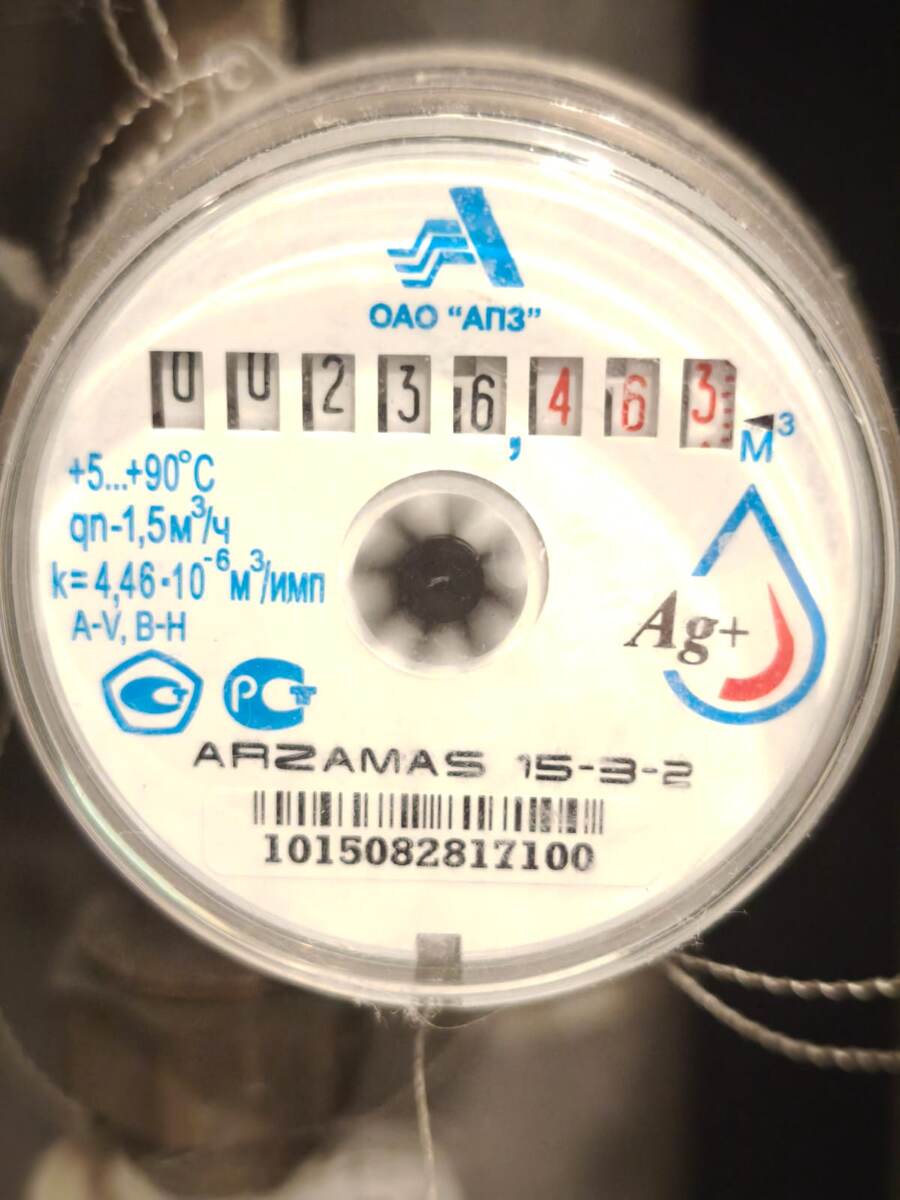 ОАО "АПЗ"
00236,463
м³
+5...+90°C
qn-1,5м³/ч
k=4,46·10⁻⁶м³/имп
A-V, B-H
Ag+
РСТ
ARZAMAS 15-3-2
1015082817100